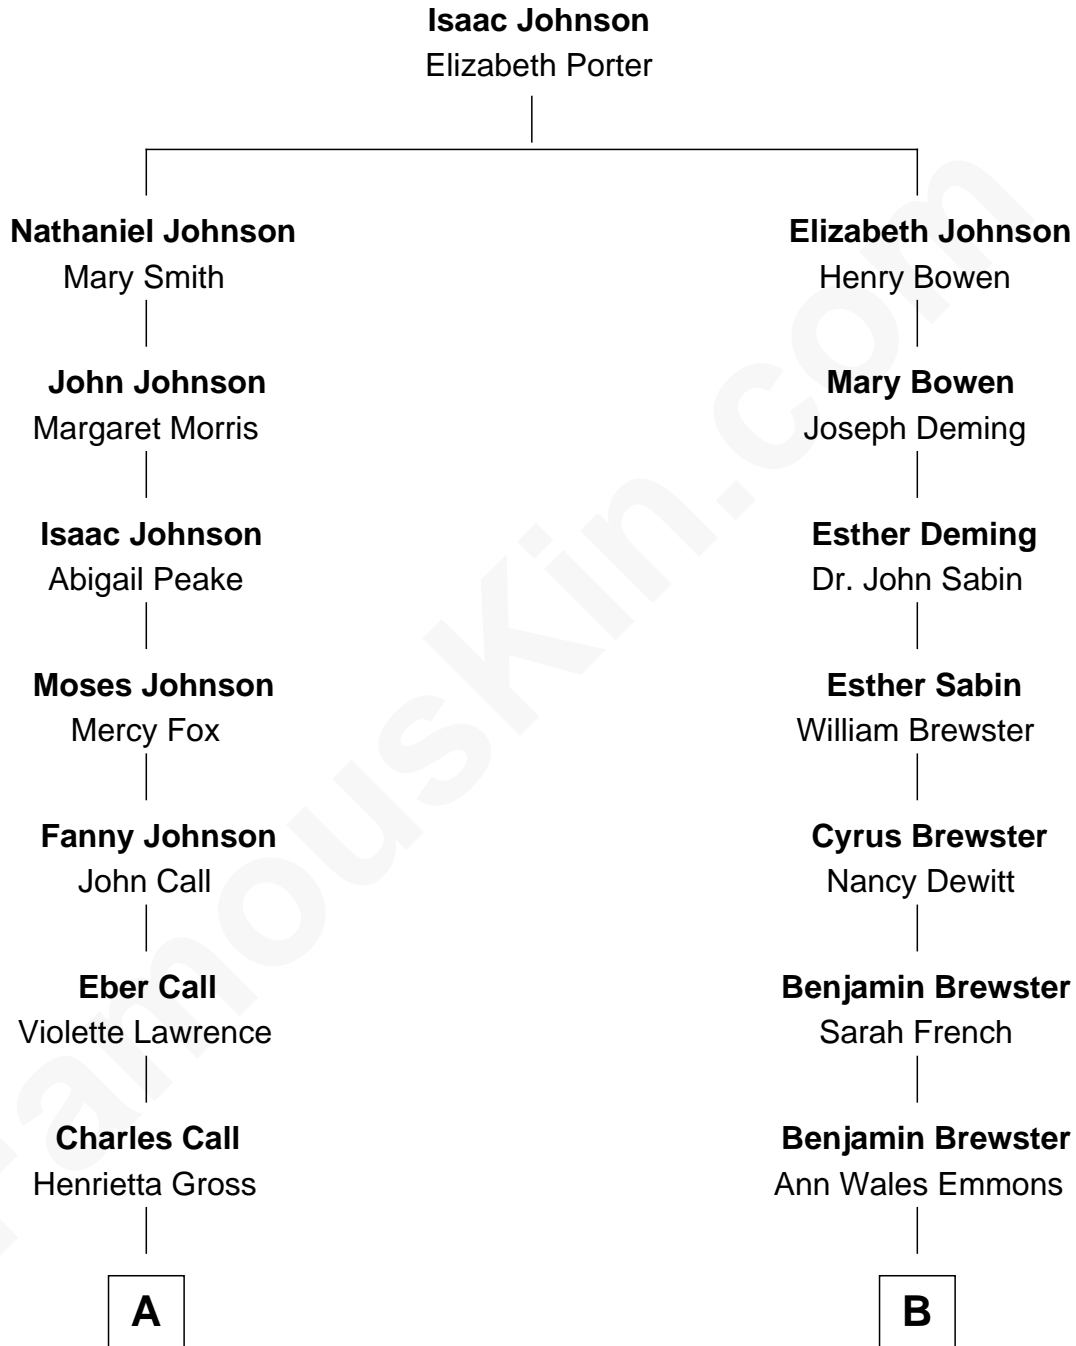 Isaac Johnson
Elizabeth Porter
Nathaniel Johnson
Mary Smith
Elizabeth Johnson
Henry Bowen
John Johnson
Margaret Morris
Mary Bowen
Joseph Deming
Isaac Johnson
Abigail Peake
Esther Deming
Dr. John Sabin
Moses Johnson
Mercy Fox
Esther Sabin
William Brewster
Fanny Johnson
John Call
Cyrus Brewster
Nancy Dewitt
Eber Call
Violette Lawrence
Benjamin Brewster
Sarah French
Charles Call
Henrietta Gross
Benjamin Brewster
Ann Wales Emmons
A
B
FamousKin.com